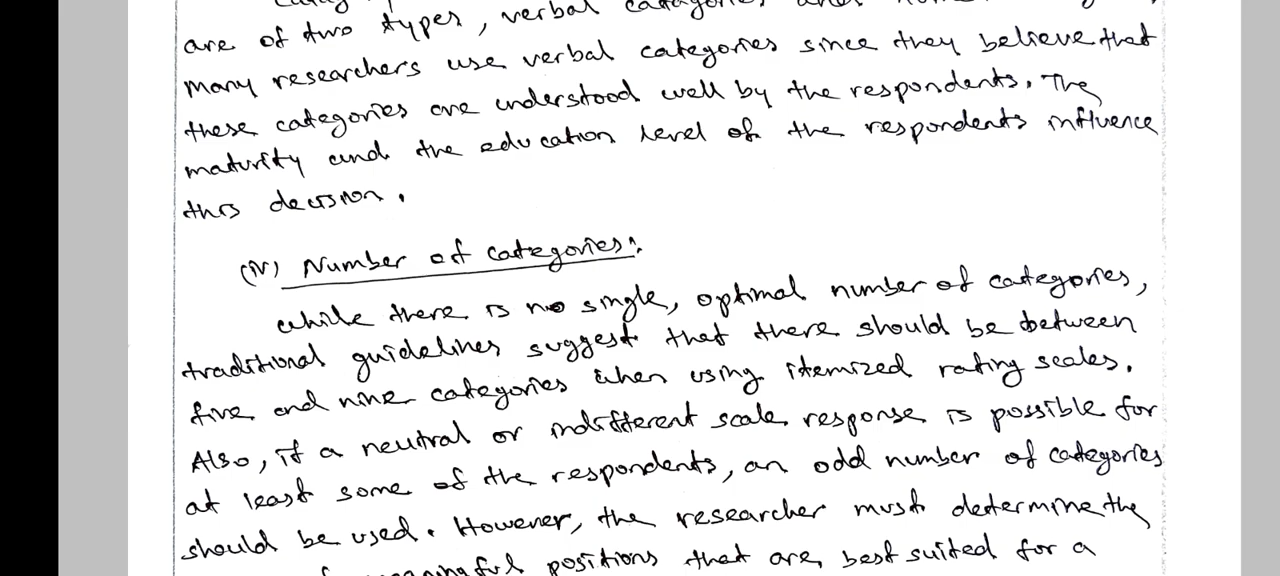 are of two types, verbal
many researchers use verbal categories since they believe that
these categories are understood well by the respondents. The
maturity and the education level of the respondents influence
this decision.
(iv) Number of categories:
While there is no single, optimal number of categories,
traditional guidelines suggest that there should be between
five and nine categories when using itemized rating scales.
Also, if a neutral or indifferent scale response is possible for
at least some of the respondents, an odd number of categories
should be used. However, the researcher must determine the
positions that are best suited for a